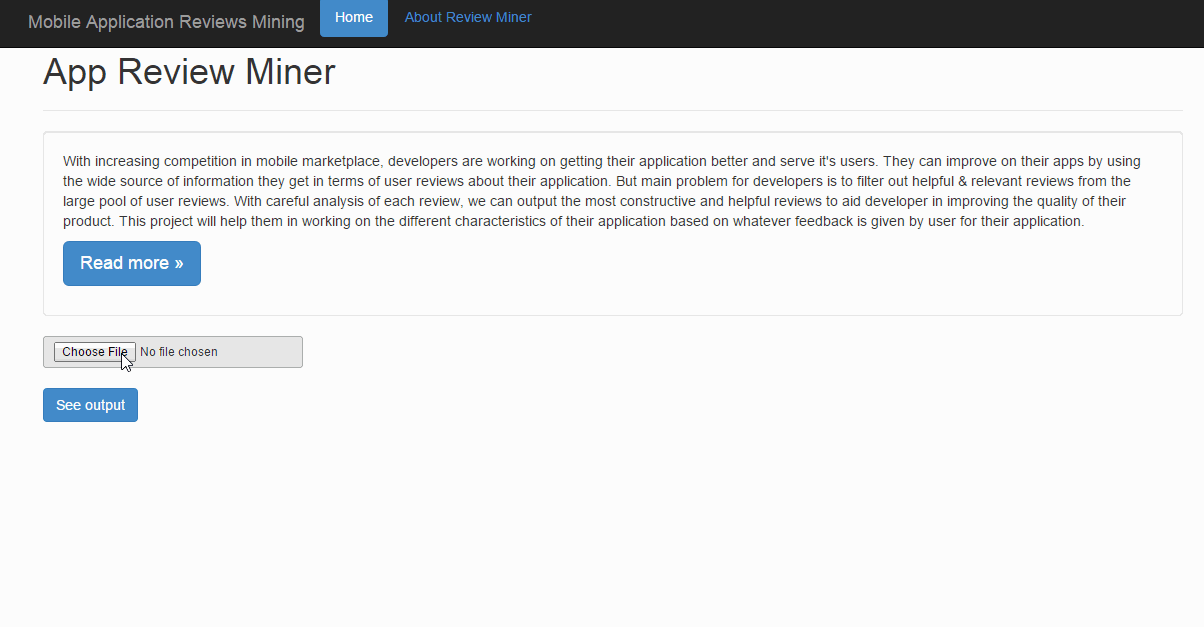 Mobile Application Reviews Mining Home About Review Miner
App Review Miner
With increasing competition in mobile marketplace, developers are working on getting their application better and serve it's users. They can improve on their apps by using
the wide source of information they get in terms of user reviews about their application. But main problem for developers is to filter out helpful & relevant reviews from the
large pool of user reviews. With careful analysis of each review, we can output the most constructive and helpful reviews to aid developer in improving the quality of their
product. This project will help them in working on the different characteristics of their application based on whatever feedback is given by user for their application.
Read more »
Choose File No file chosen
See output